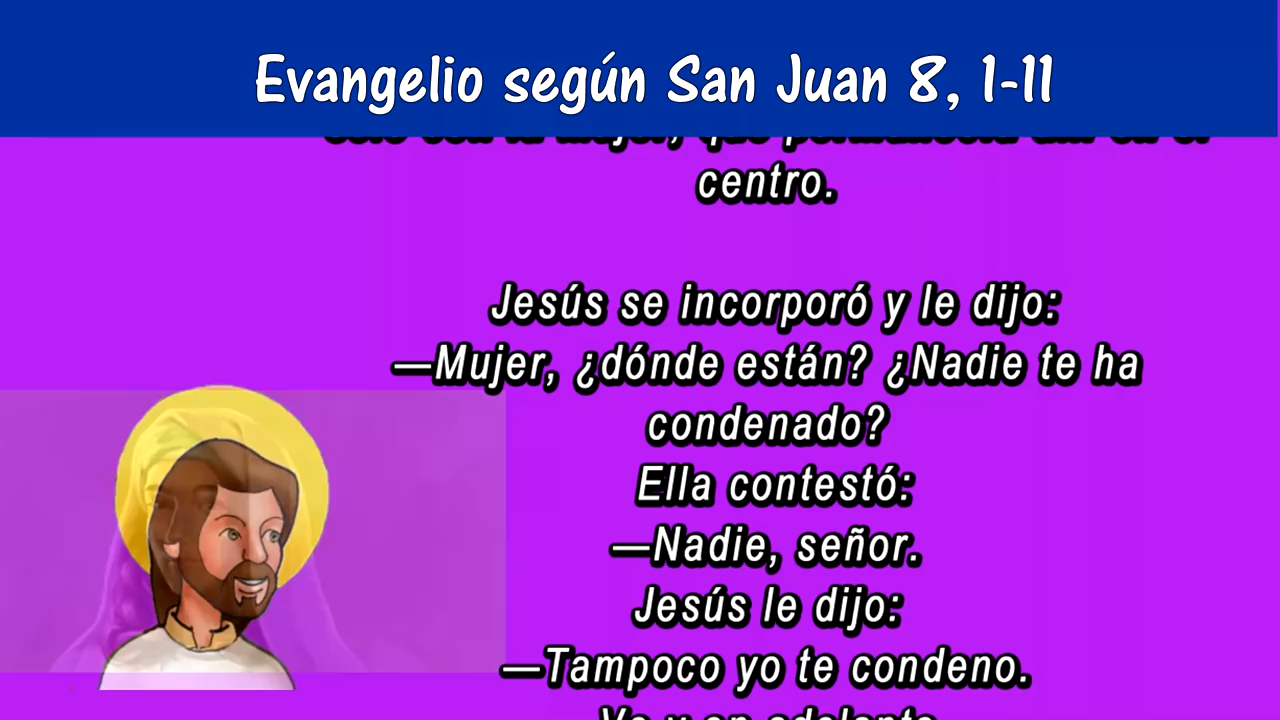 Evangelio según San Juan 8, 1-11
centro.
Jesús se incorporó y le dijo:
—Mujer, ¿dónde están? ¿Nadie te ha
condenado?
Ella contestó:
—Nadie, señor.
Jesús le dijo:
—Tampoco yo te condeno.